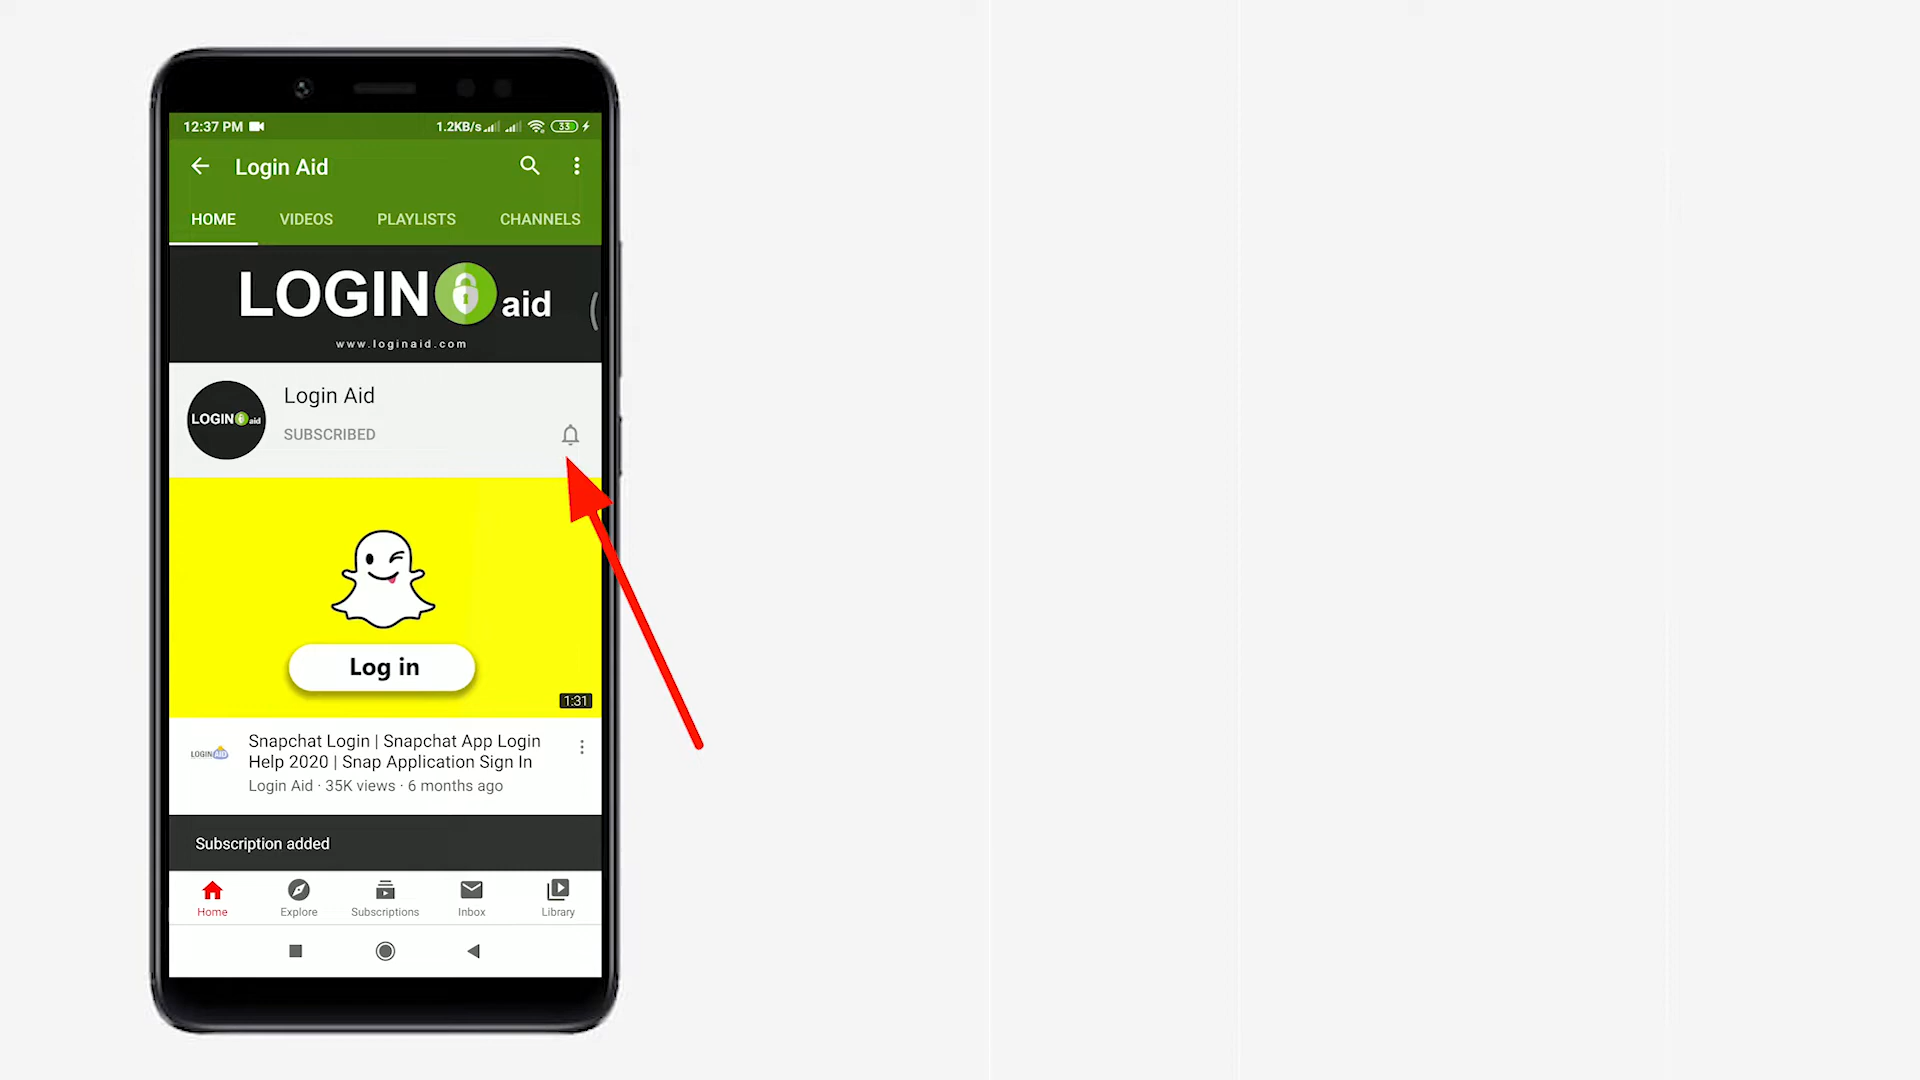 12:37 PM
1.2KB/s
33
Login Aid
HOME VIDEOS PLAYLISTS CHANNELS
LOGIN aid
www.loginaid.com
LOGIN aid
Login Aid
SUBSCRIBED
Log in
1:31
LOGIN AID
Snapchat Login | Snapchat App Login
Help 2020 | Snap Application Sign In
Login Aid · 35K views · 6 months ago
Subscription added
Home Explore Subscriptions Inbox Library